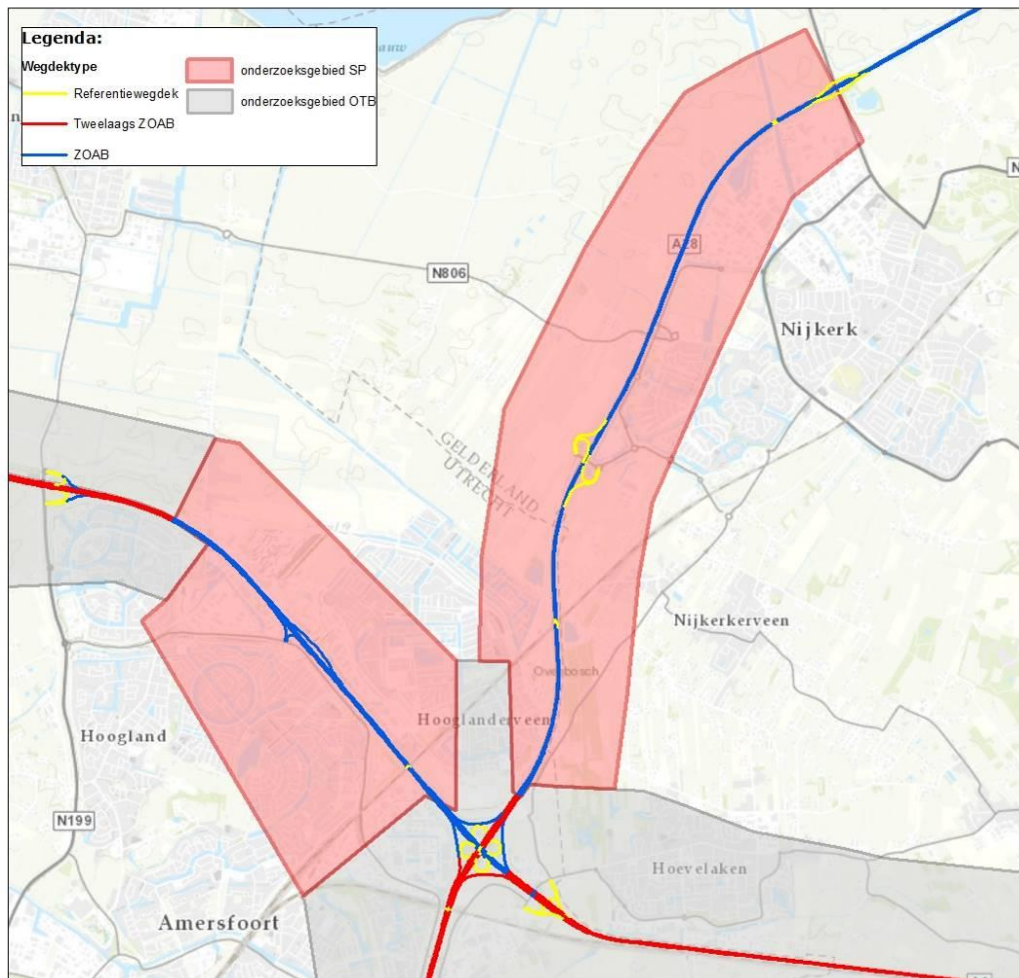 Legenda:
Wegdektype
Referentiewegdek
Tweelaags ZOAB
ZOAB
onderzoeksgebied SP
onderzoeksgebied OTB
A28
N806
Nijkerk
GELDERLAND
UTRECHT
Nijkerkerveen
Overbosch
Hooglanderveen
Hoogland
N199
Hoevelaken
Amersfoort